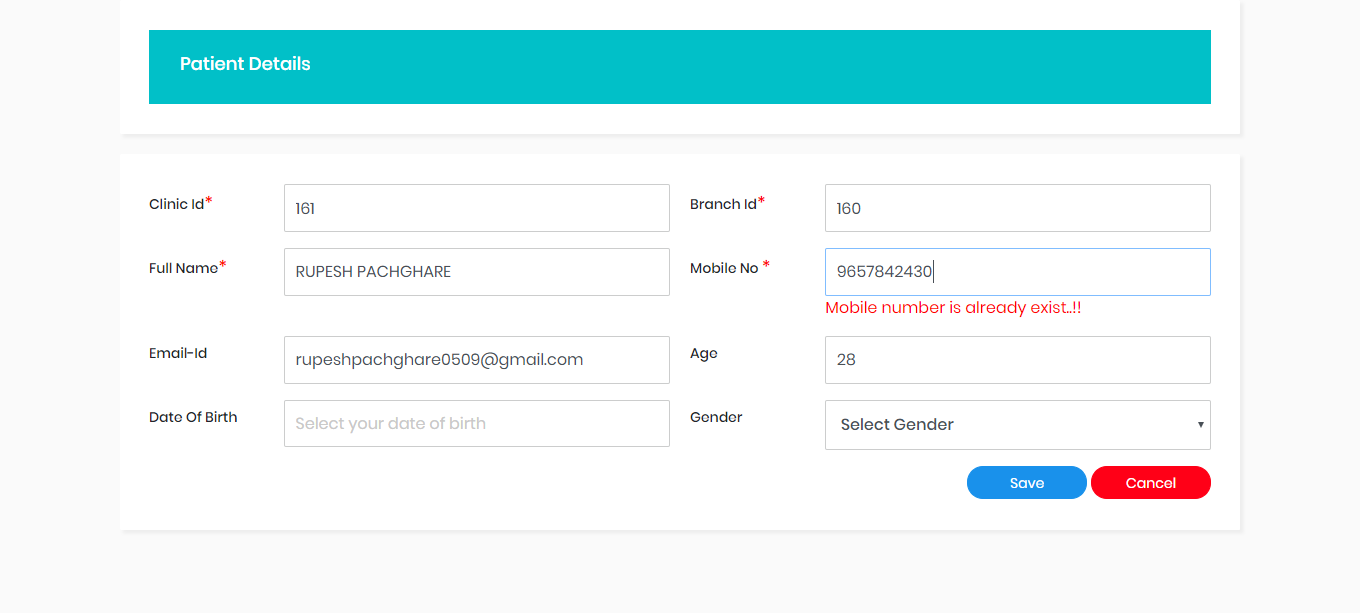 Patient Details
Clinic Id* 161 Branch Id* 160
Full Name* RUPESH PACHGHARE Mobile No * 9657842430
Mobile number is already exist..!!
Email-Id rupeshpachghare0509@gmail.com Age 28
Date Of Birth Select your date of birth Gender Select Gender
Save Cancel